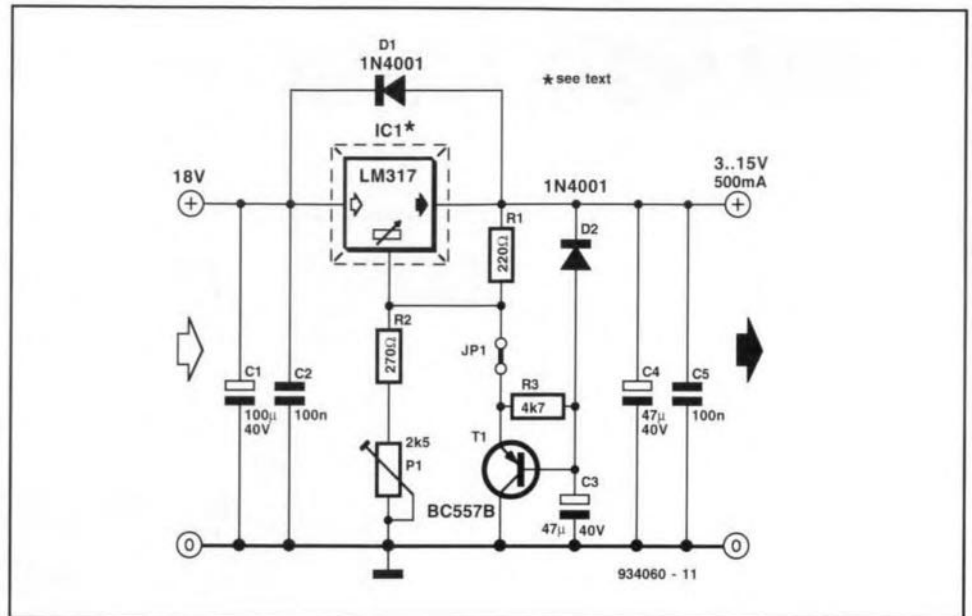 D1
1N4001
* see text
IC1*
LM317
18V
+
3..15V
500mA
+
1N4001
R1
220Ω
D2
R2
270Ω
JP1
R3
4k7
C1
100µ
40V
C2
100n
2k5
P1
T1
BC557B
C3
47µ 40V
C4
47µ
40V
C5
100n
0
0
934060 - 11